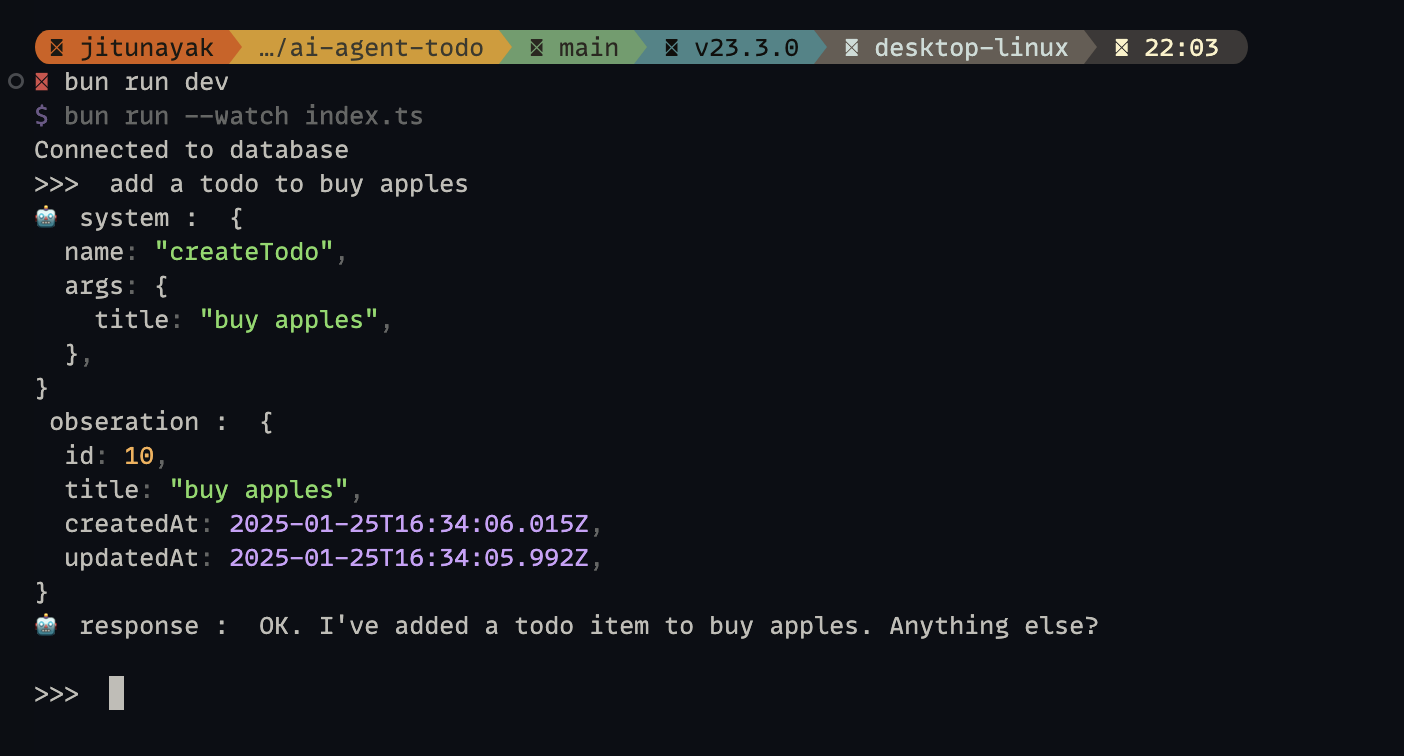 jitunayak …/ai-agent-todo main v23.3.0 desktop-linux 22:03
bun run dev
$ bun run --watch index.ts
Connected to database
>>>  add a todo to buy apples
🤖 system :  {
  name: "createTodo",
  args: {
    title: "buy apples",
  },
}
 obseration :  {
  id: 10,
  title: "buy apples",
  createdAt: 2025-01-25T16:34:06.015Z,
  updatedAt: 2025-01-25T16:34:05.992Z,
}
🤖 response :  OK. I've added a todo item to buy apples. Anything else?
>>>